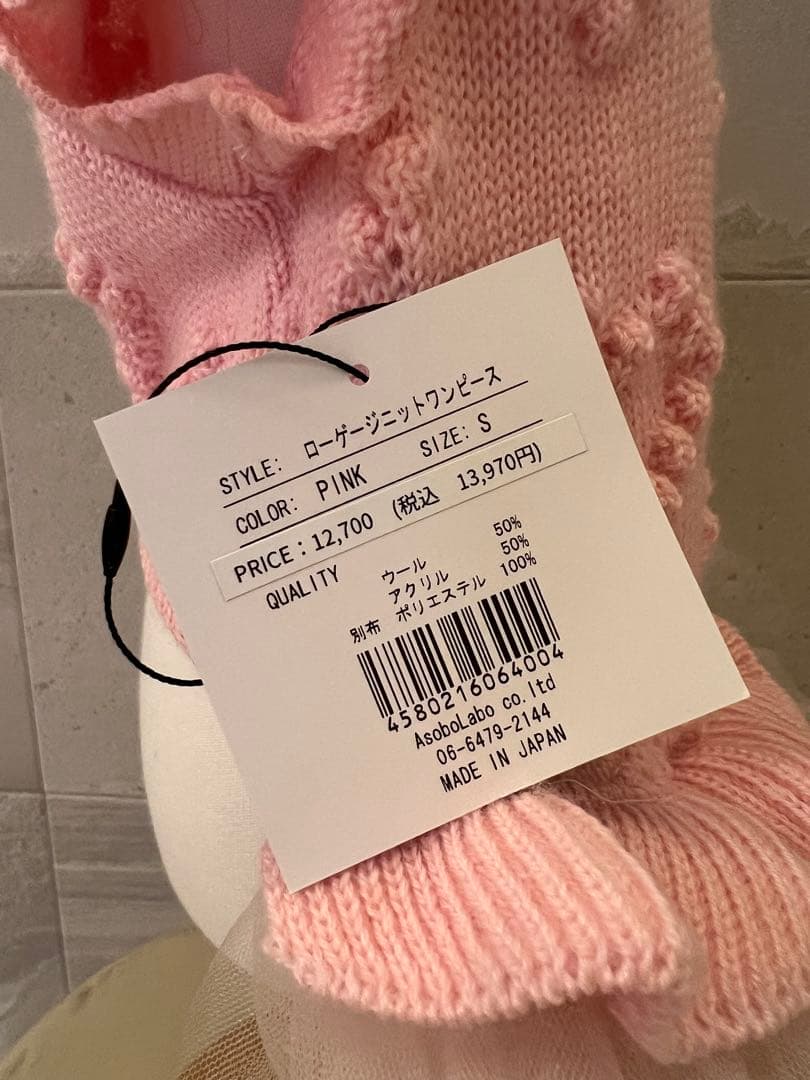 STYLE: ローゲージニットワンピース
COLOR: PINK SIZE: S
PRICE：12,700 (税込 13,970円)
QUALITY ウール 50%
アクリル 50%
別布 ポリエステル 100%
4580216064004
AsoboLabo co.ltd
06-6479-2144
MADE IN JAPAN